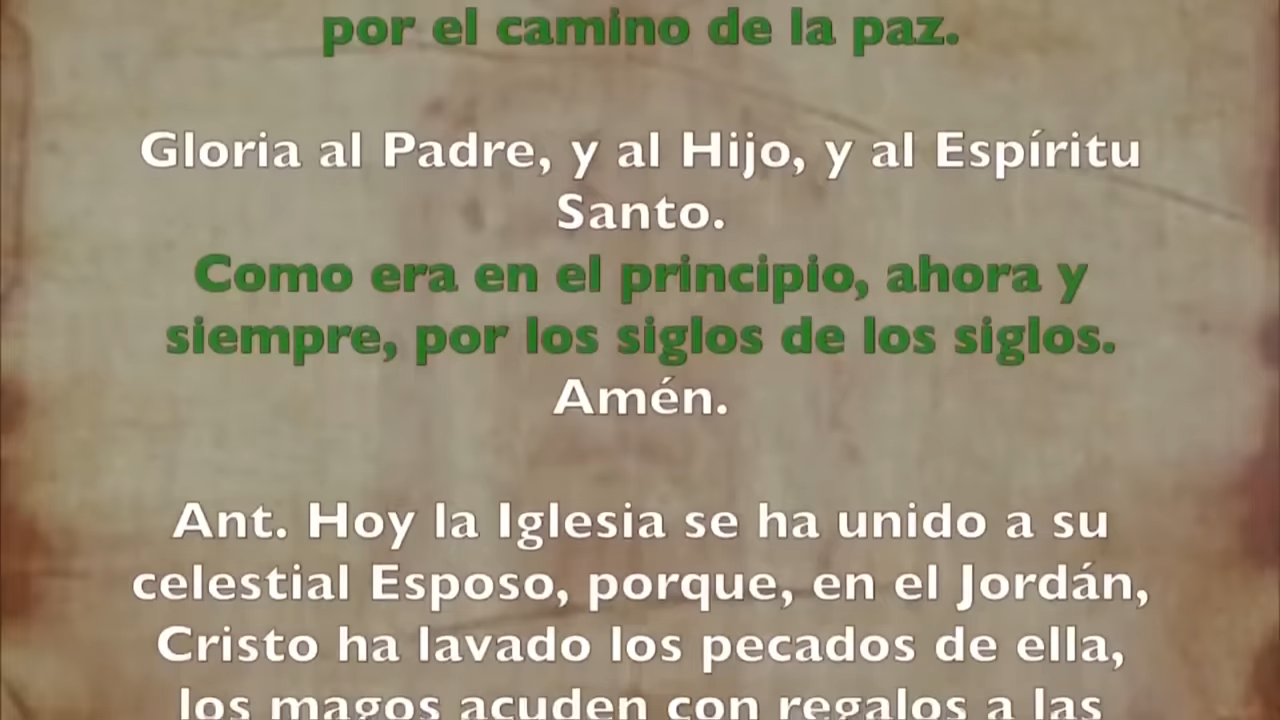 por el camino de la paz.
Gloria al Padre, y al Hijo, y al Espíritu
Santo.
Como era en el principio, ahora y
siempre, por los siglos de los siglos.
Amén.
Ant. Hoy la Iglesia se ha unido a su
celestial Esposo, porque, en el Jordán,
Cristo ha lavado los pecados de ella,
los magos acuden con regalos a las